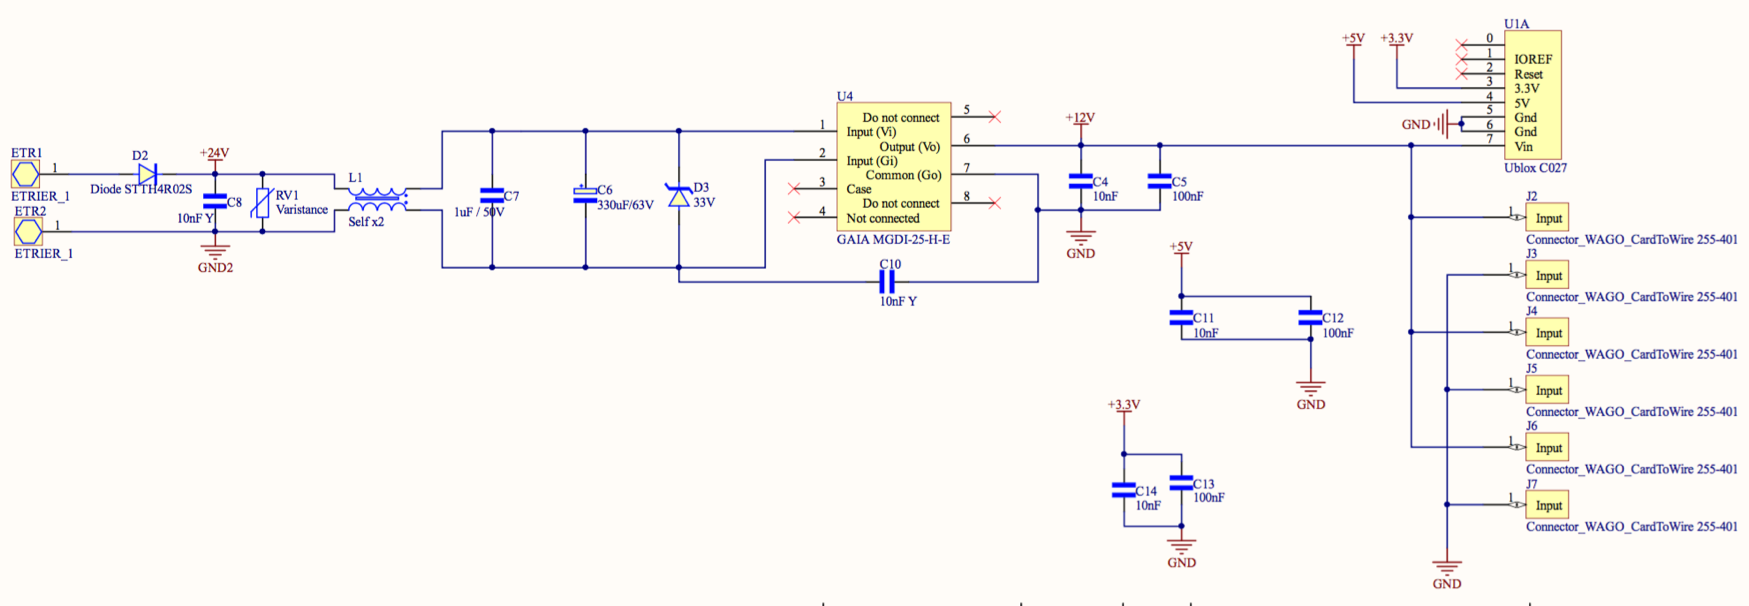 ETR1
1
ETRIER_1
ETR2
1
ETRIER_1
D2
Diode STTH4R02S
+24V
C8
10nF Y
GND2
RV1
Varistance
L1
Self x2
C7
1uF / 50V
C6
330uF/63V
D3
33V
U4
1
Input (Vi)
2
Input (Gi)
3
Case
4
Not connected
Do not connect
5
Output (Vo)
6
Common (Go)
7
Do not connect
8
GAIA MGDI-25-H-E
C10
10nF Y
+12V
C4
10nF
C5
100nF
GND
+5V
C11
10nF
C12
100nF
GND
+3.3V
C14
10nF
C13
100nF
GND
+5V
+3.3V
GND
U1A
0
1
IOREF
2
Reset
3
3.3V
4
5V
5
Gnd
6
Gnd
7
Vin
Ublox C027
J2
1
Input
Connector_WAGO_CardToWire 255-401
J3
1
Input
Connector_WAGO_CardToWire 255-401
J4
1
Input
Connector_WAGO_CardToWire 255-401
J5
1
Input
Connector_WAGO_CardToWire 255-401
J6
1
Input
Connector_WAGO_CardToWire 255-401
J7
1
Input
Connector_WAGO_CardToWire 255-401
GND